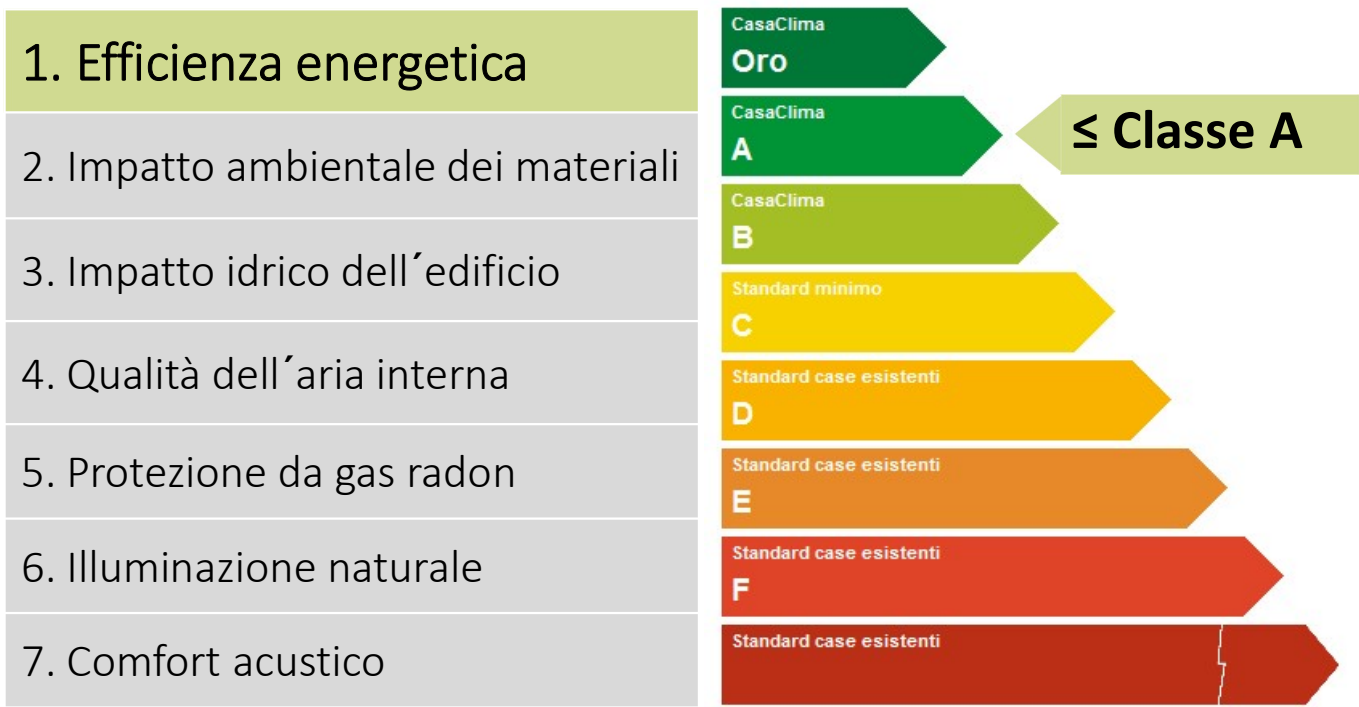 1. Efficienza energetica
2. Impatto ambientale dei materiali
3. Impatto idrico dell´edificio
4. Qualità dell´aria interna
5. Protezione da gas radon
6. Illuminazione naturale
7. Comfort acustico
CasaClima
Oro
CasaClima
A
≤ Classe A
CasaClima
B
Standard minimo
C
Standard case esistenti
D
Standard case esistenti
E
Standard case esistenti
F
Standard case esistenti